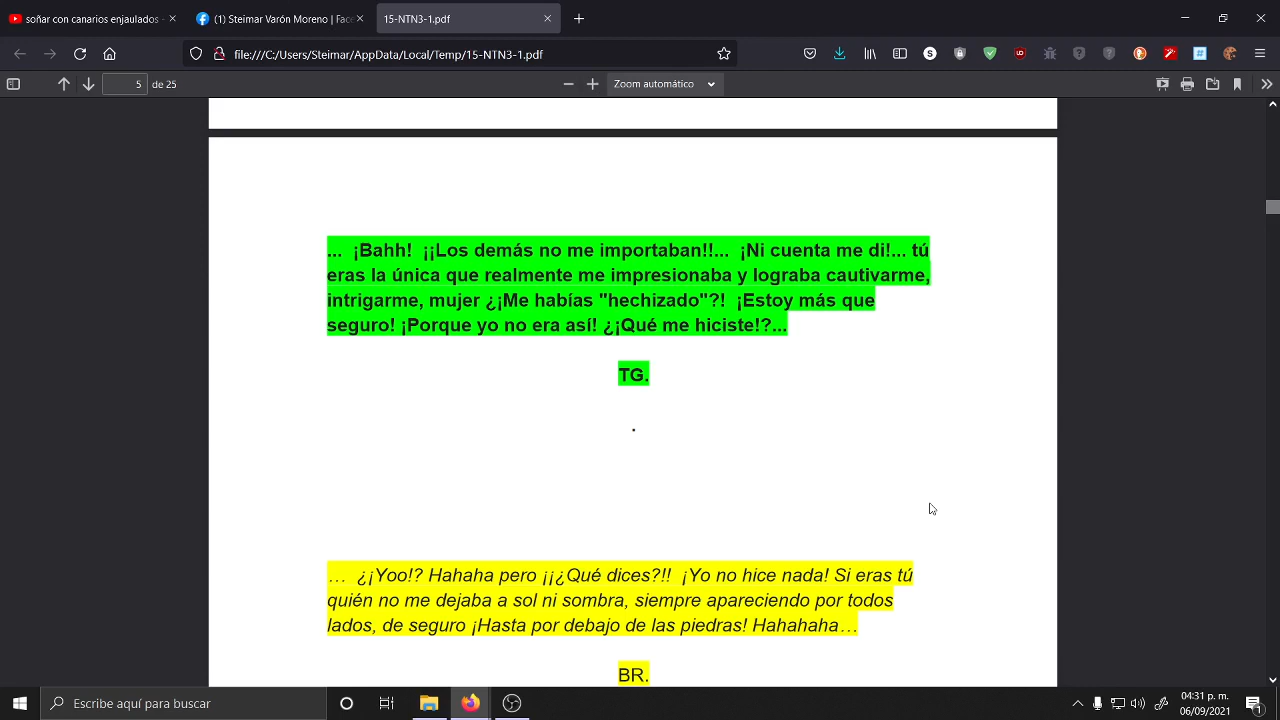 soñar con canarios enjaulados -
(1) Steimar Varón Moreno | Face
15-NTN3-1.pdf
file:///C:/Users/Steimar/AppData/Local/Temp/15-NTN3-1.pdf
5 de 25
Zoom automático
... ¡Bahh! ¡¡Los demás no me importaban!!... ¡Ni cuenta me di!... tú
eras la única que realmente me impresionaba y lograba cautivarme,
intrigarme, mujer ¿¡Me habías "hechizado"?! ¡Estoy más que
seguro! ¡Porque yo no era así! ¿¡Qué me hiciste!?...
TG.
.
… ¿¡Yoo!? Hahaha pero ¡¡¿Qué dices?!! ¡Yo no hice nada! Si eras tú
quién no me dejaba a sol ni sombra, siempre apareciendo por todos
lados, de seguro ¡Hasta por debajo de las piedras! Hahahaha…
BR.
Escribe aquí para buscar
04:31 p. m.
06/09/2021
1